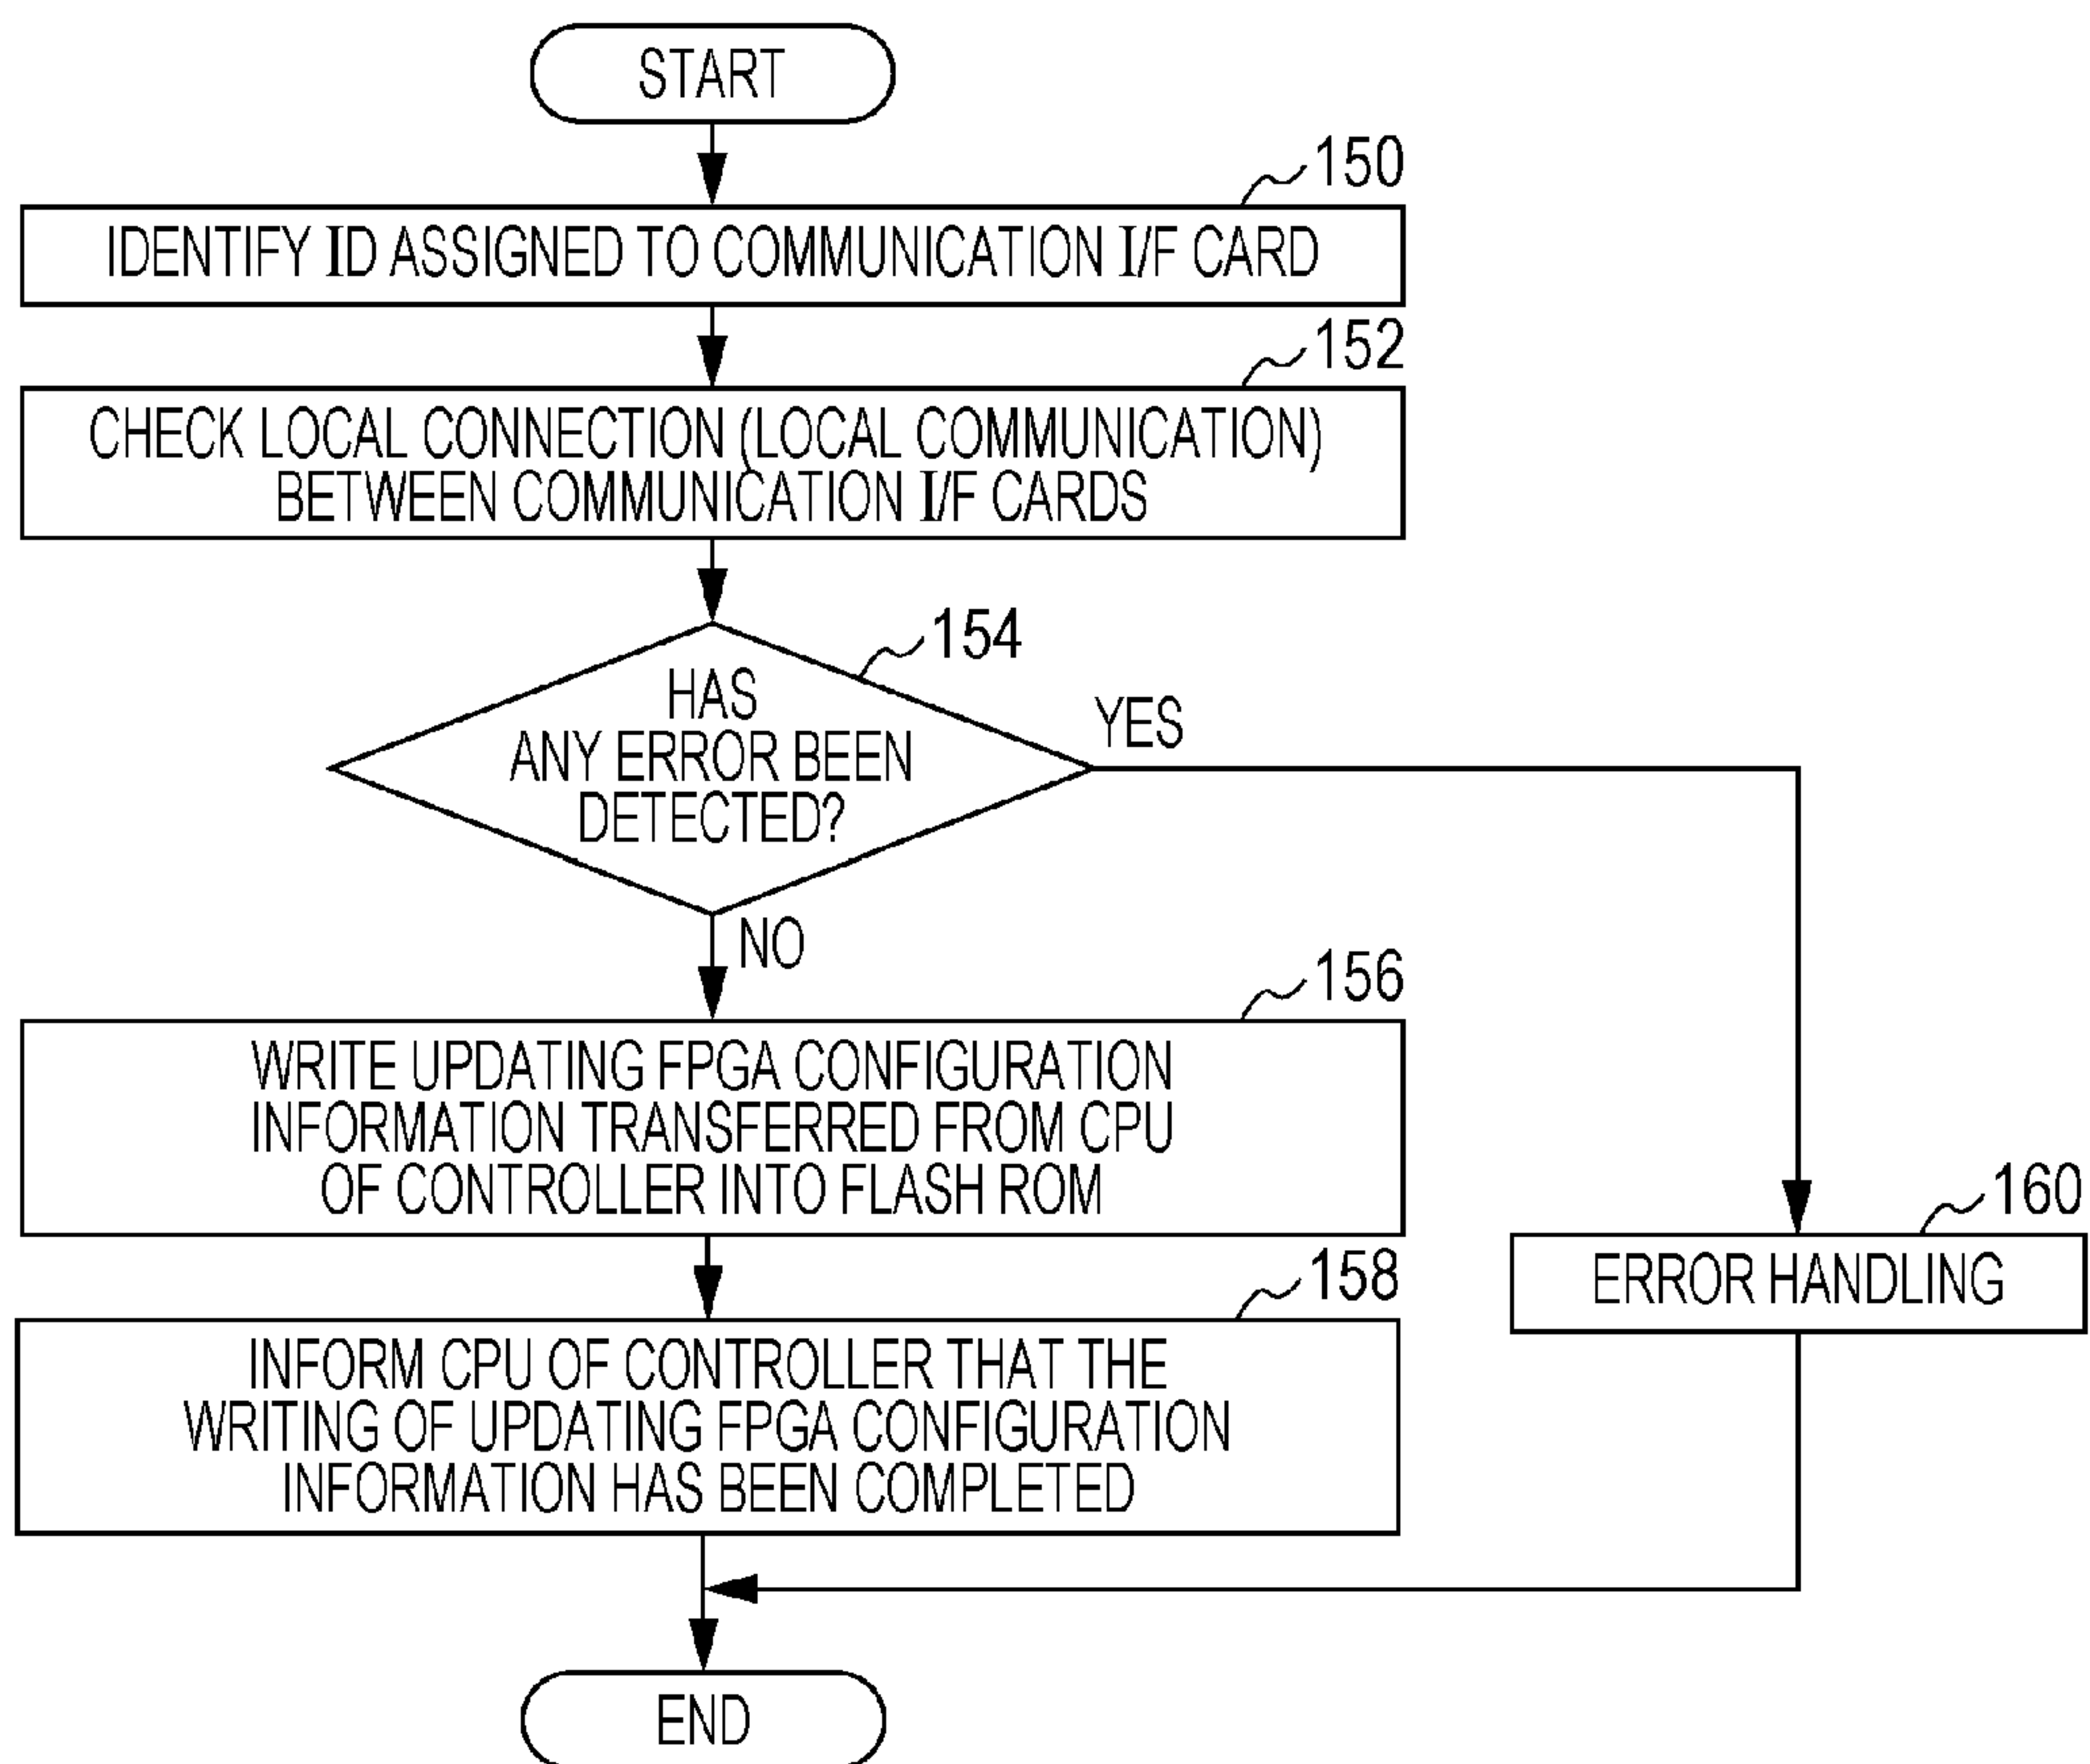 START
150
IDENTIFY ID ASSIGNED TO COMMUNICATION I/F CARD
152
CHECK LOCAL CONNECTION (LOCAL COMMUNICATION)
BETWEEN COMMUNICATION I/F CARDS
154
HAS
ANY ERROR BEEN
DETECTED?
YES
NO
156
WRITE UPDATING FPGA CONFIGURATION
INFORMATION TRANSFERRED FROM CPU
OF CONTROLLER INTO FLASH ROM
160
ERROR HANDLING
158
INFORM CPU OF CONTROLLER THAT THE
WRITING OF UPDATING FPGA CONFIGURATION
INFORMATION HAS BEEN COMPLETED
END